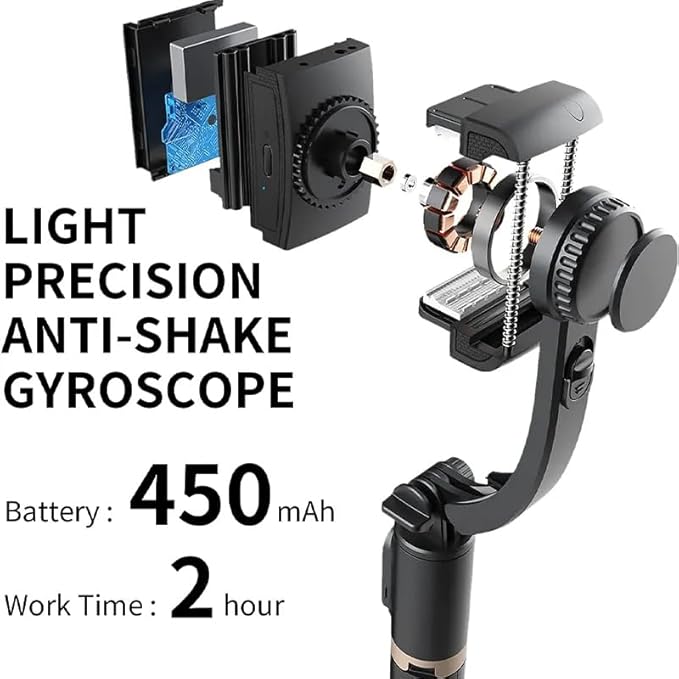 LIGHT
PRECISION
ANTI-SHAKE
GYROSCOPE
Battery : 450 mAh
Work Time : 2 hour